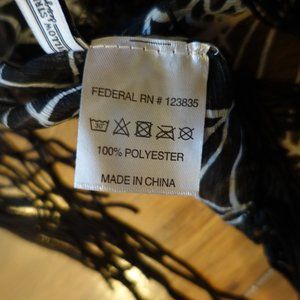 FEDERAL RN # 123835
100% POLYESTER
MADE IN CHINA